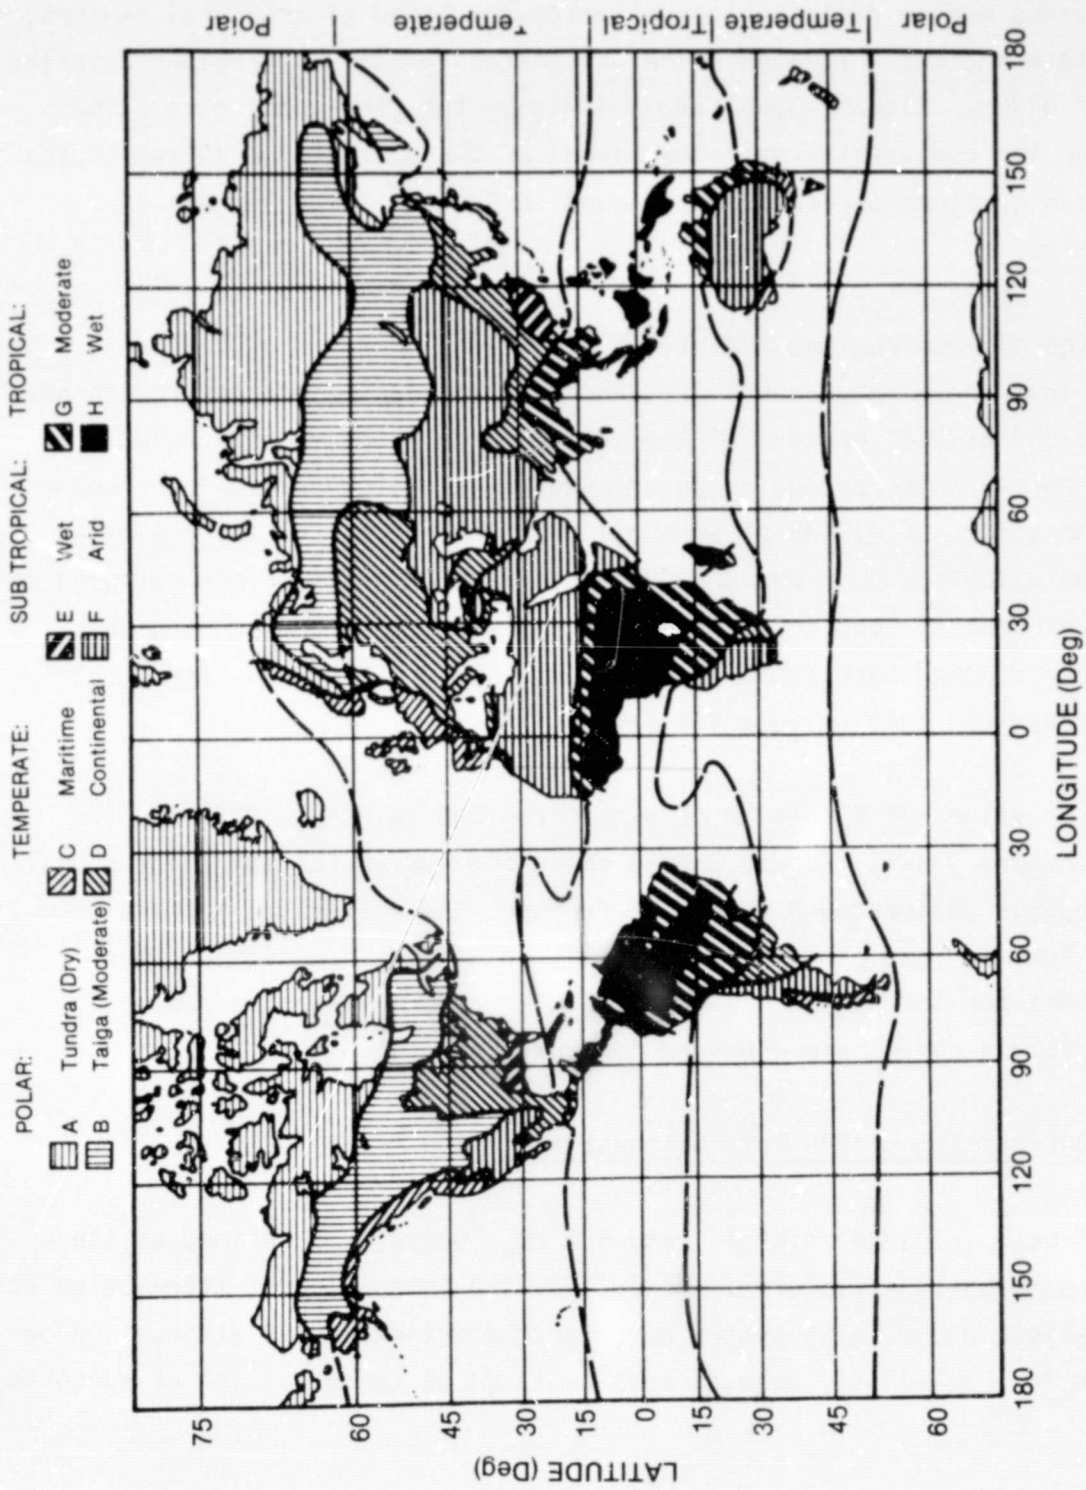 POLAR: TEMPERATE: SUB TROPICAL: TROPICAL:
A Tundra (Dry) C Maritime E Wet G Moderate
B Taiga (Moderate) D Continental F Arid H Wet
Polar
Temperate
Tropical
Temperate
Polar
LATITUDE (Deg)
75
60
45
30
15
0
15
30
45
60
180 150 120 90 60 30 0 30 60 90 120 150 180
LONGITUDE (Deg)